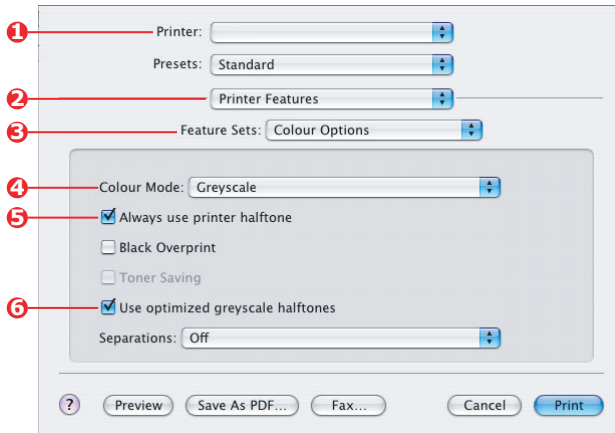 1 Printer:
Presets: Standard
2 Printer Features
3 Feature Sets: Colour Options
4 Colour Mode: Greyscale
5 Always use printer halftone
Black Overprint
Toner Saving
6 Use optimized greyscale halftones
Separations: Off
? Preview Save As PDF... Fax... Cancel Print